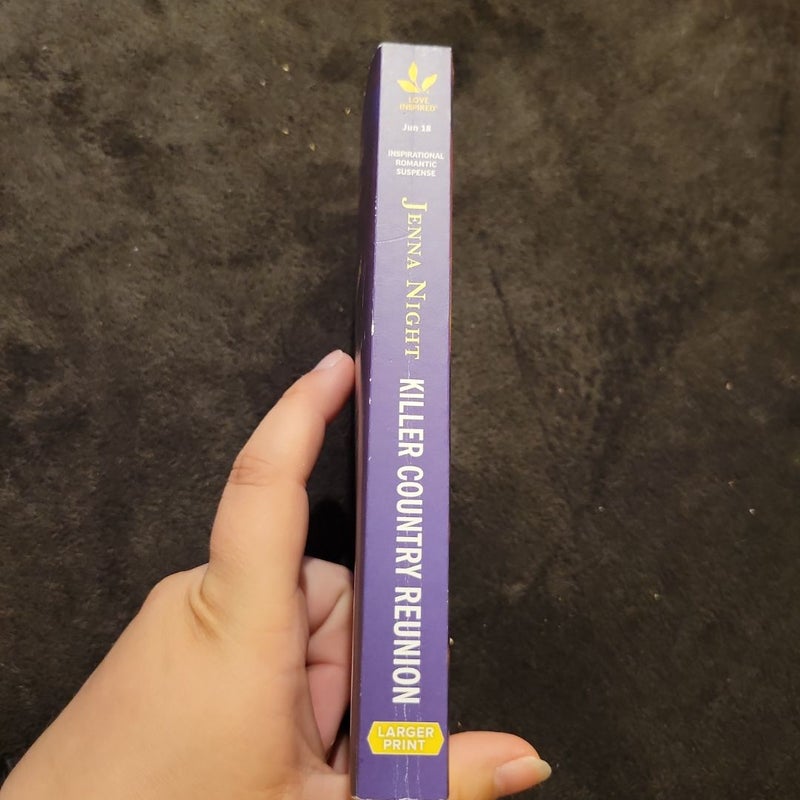 LOVE
INSPIRED®
Jun 18
INSPIRATIONAL
ROMANTIC
SUSPENSE
JENNA NIGHT
KILLER COUNTRY REUNION
LARGER
PRINT